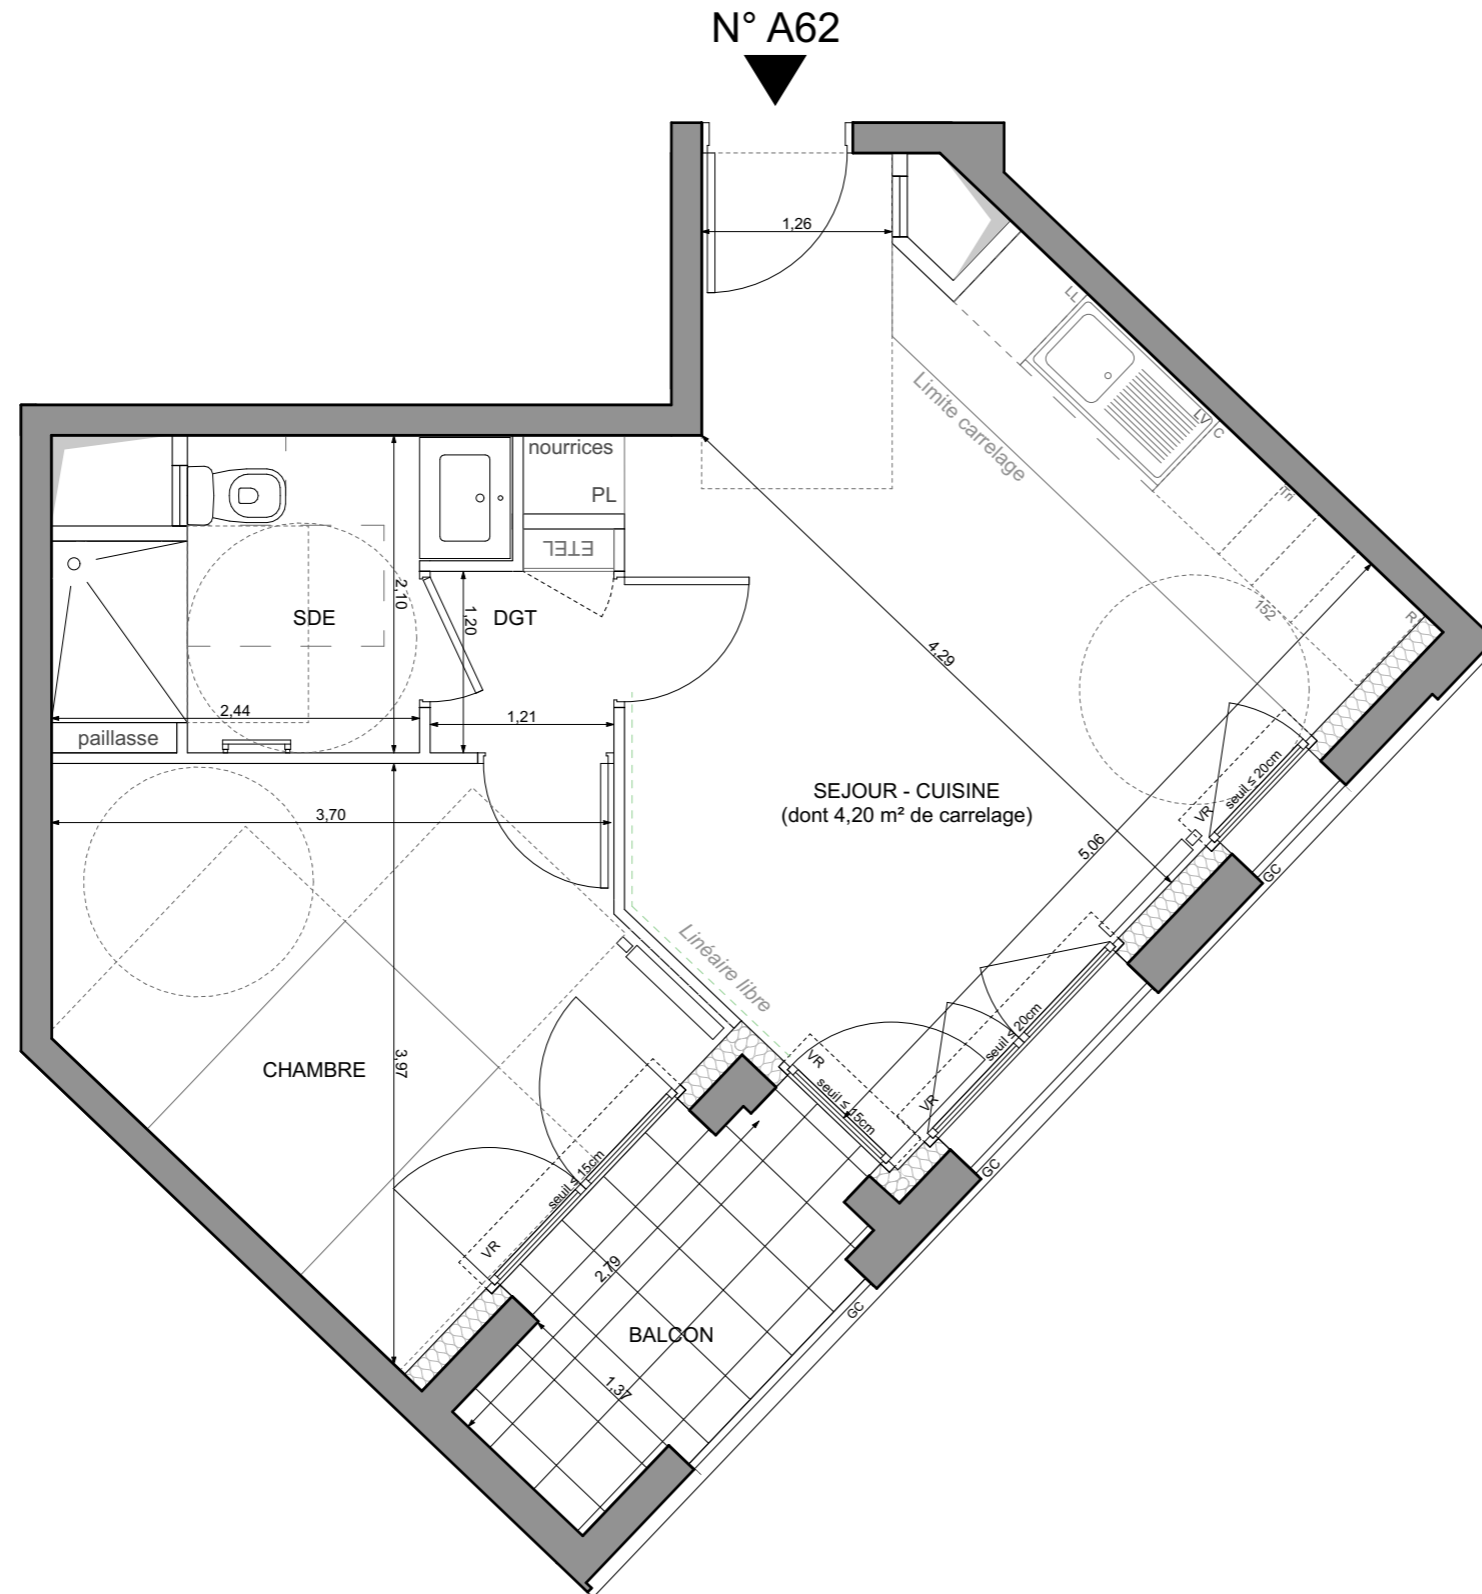 N° A62
1,26
LL
Limite carrelage
LV
C
Tri
nourrices
PL
ETEL
2,10
1,20
SDE
DGT
4,29
152
R
2,44
1,21
paillasse
3,70
SEJOUR - CUISINE
(dont 4,20 m² de carrelage)
VR
seuil ≤ 20cm
5,06
GC
Linéaire libre
seuil ≤ 20cm
VR
VR
seuil ≤ 15cm
CHAMBRE
3,97
seuil ≤ 15cm
VR
GC
2,79
GC
BALCON
1,37